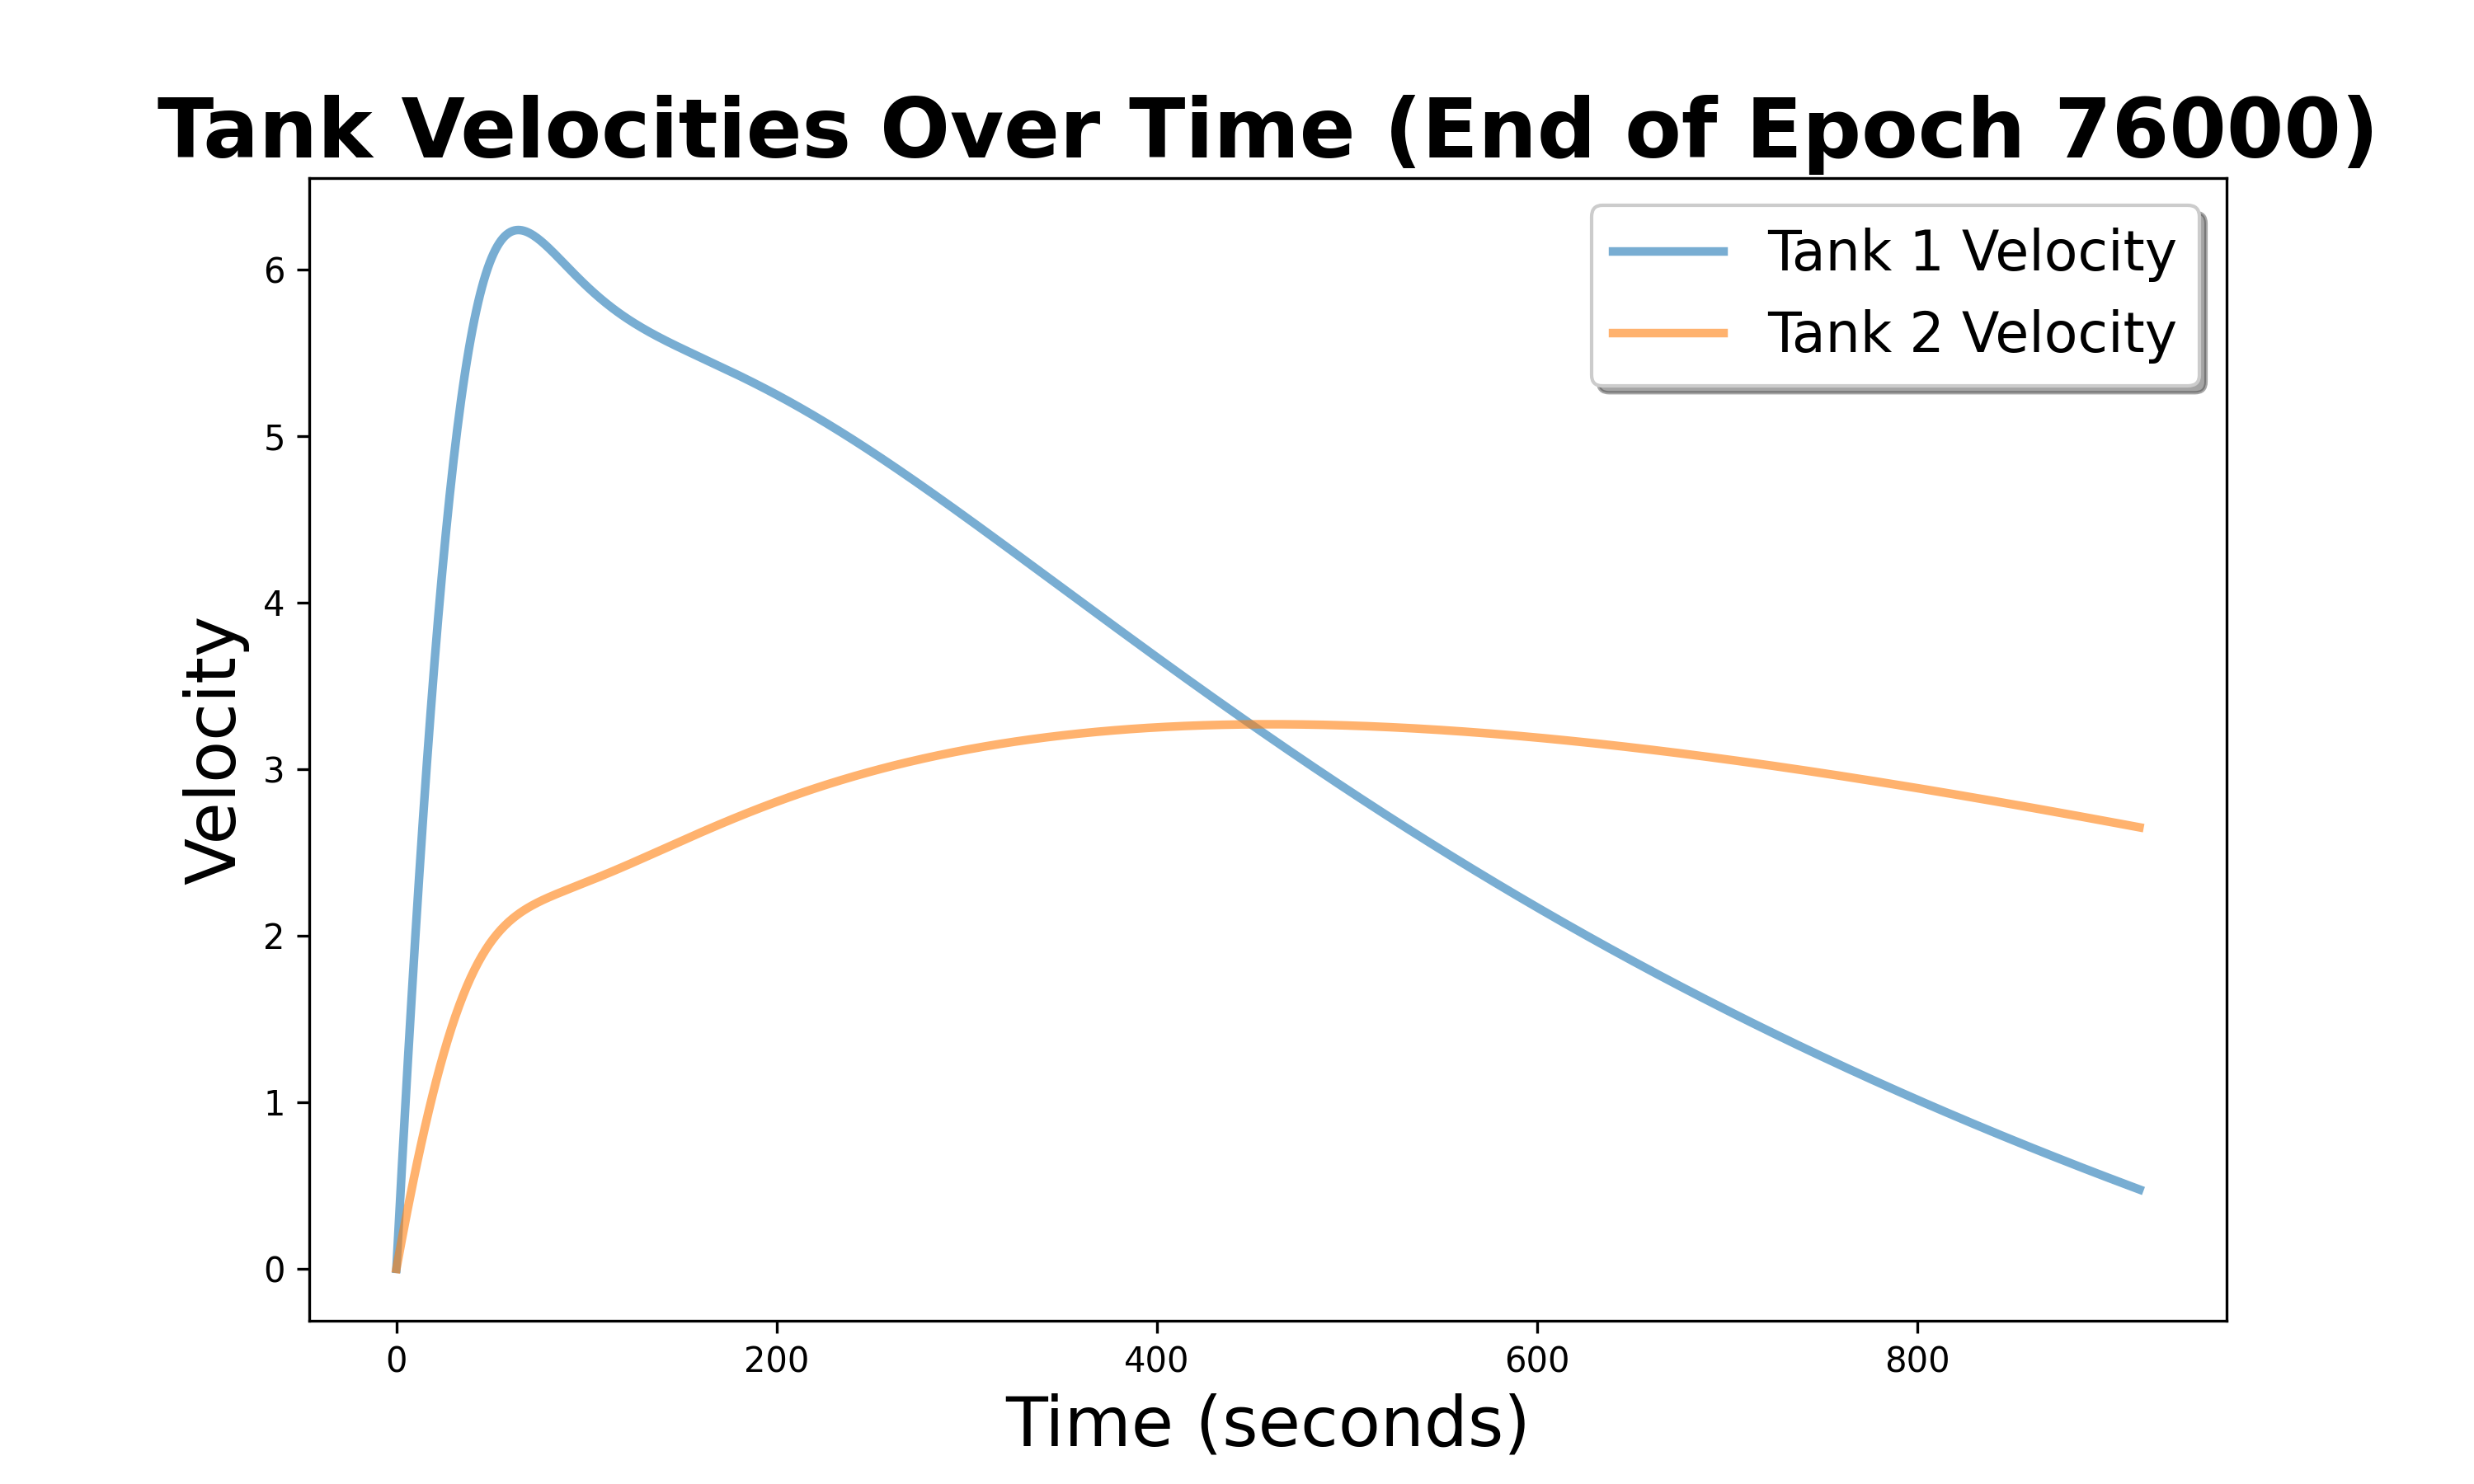 Tank Velocities Over Time (End of Epoch 76000)
Tank 1 Velocity
Tank 2 Velocity
Velocity
6
5
4
3
2
1
0
0 200 400 600 800
Time (seconds)